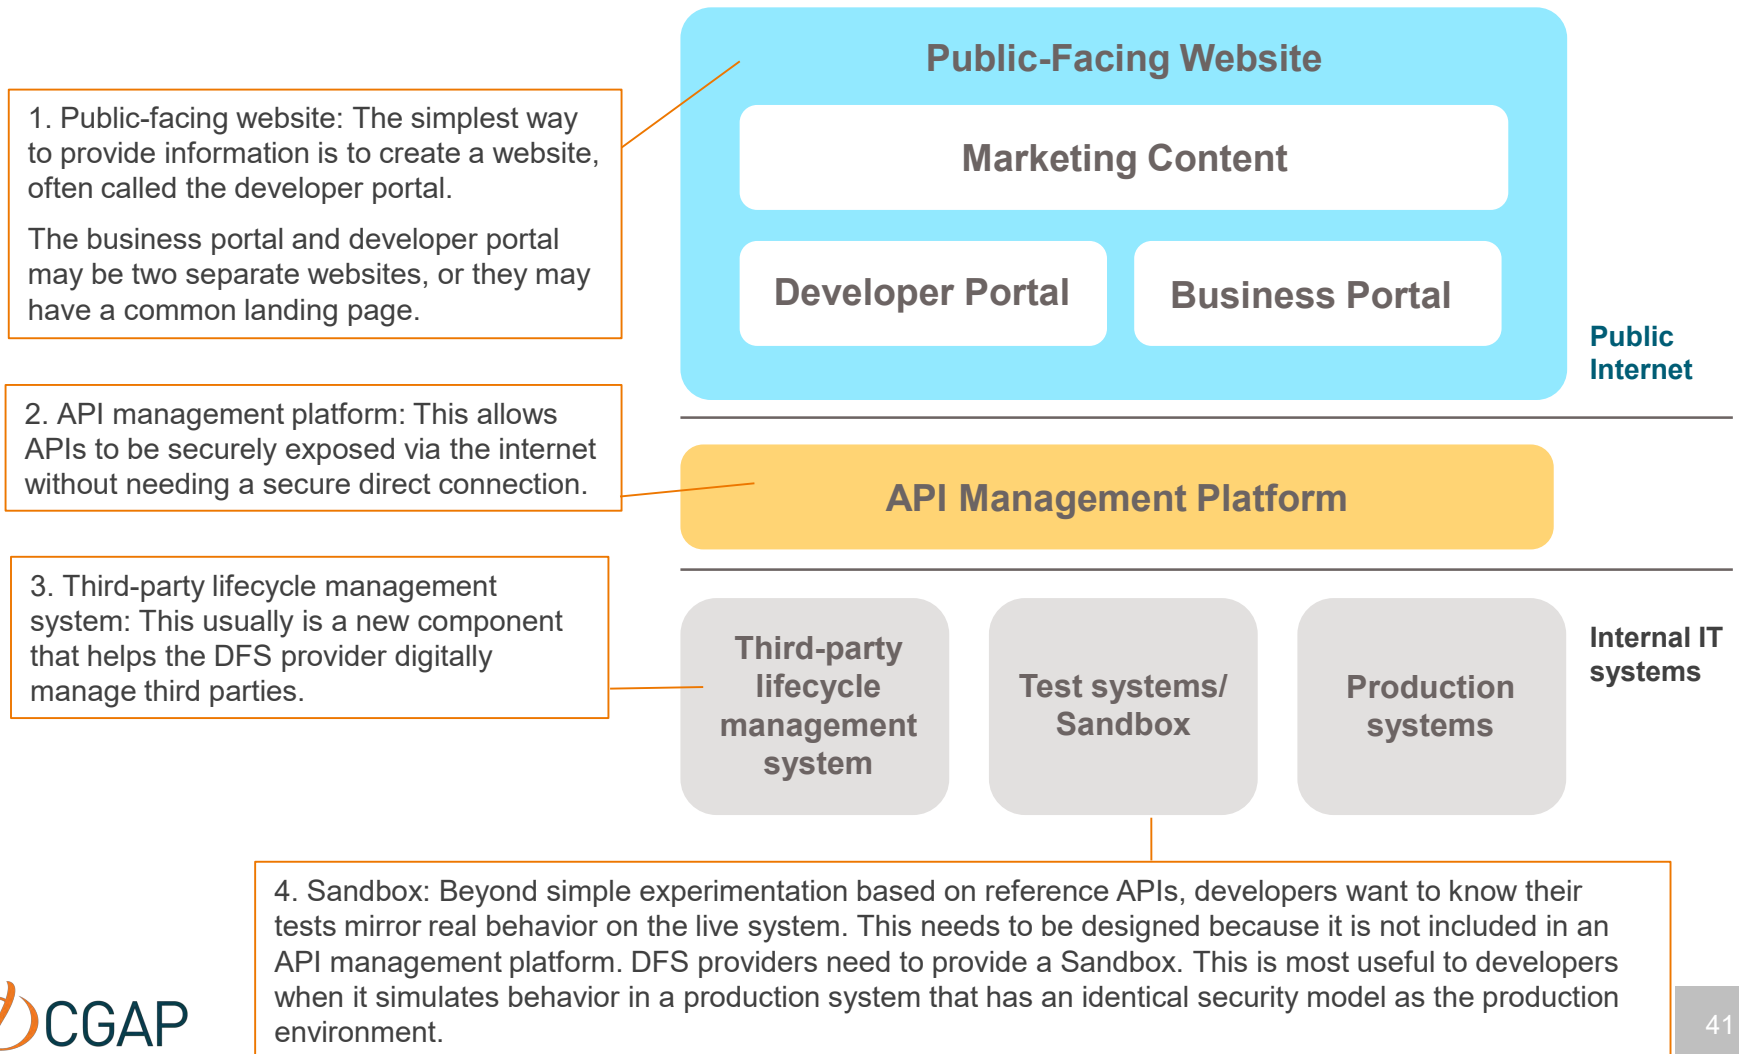 Public-Facing Website
Marketing Content
Developer Portal
Business Portal
Public
Internet
1. Public-facing website: The simplest way
to provide information is to create a website,
often called the developer portal.
The business portal and developer portal
may be two separate websites, or they may
have a common landing page.
2. API management platform: This allows
APIs to be securely exposed via the internet
without needing a secure direct connection.
API Management Platform
3. Third-party lifecycle management
system: This usually is a new component
that helps the DFS provider digitally
manage third parties.
Third-party
lifecycle
management
system
Test systems/
Sandbox
Production
systems
Internal IT
systems
4. Sandbox: Beyond simple experimentation based on reference APIs, developers want to know their
tests mirror real behavior on the live system. This needs to be designed because it is not included in an
API management platform. DFS providers need to provide a Sandbox. This is most useful to developers
when it simulates behavior in a production system that has an identical security model as the production
environment.
CGAP
41